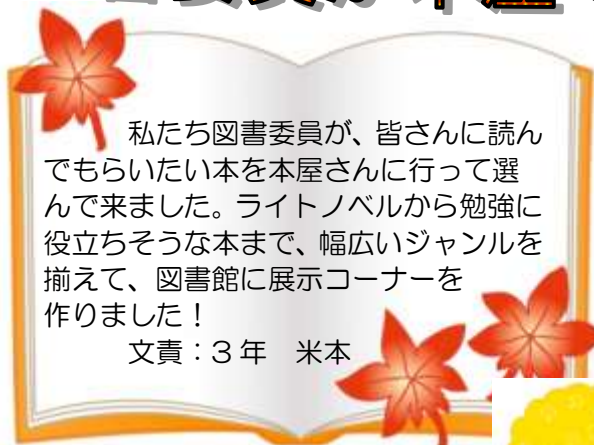 私たち図書委員が、皆さんに読ん
でもらいたい本を本屋さんに行って選
んで来ました。ライトノベルから勉強に
役立ちそうな本まで、幅広いジャンルを
揃えて、図書館に展示コーナーを
作りました！
文責：３年　米本